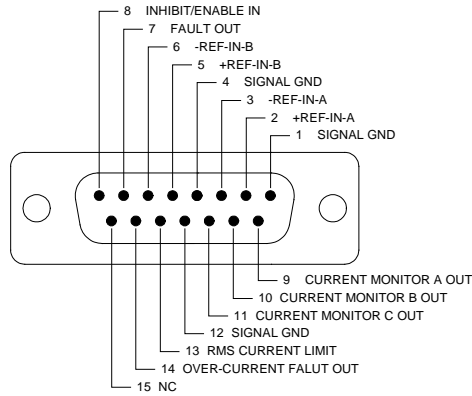 8 INHIBIT/ENABLE IN
7 FAULT OUT
6 -REF-IN-B
5 +REF-IN-B
4 SIGNAL GND
3 -REF-IN-A
2 +REF-IN-A
1 SIGNAL GND
9 CURRENT MONITOR A OUT
10 CURRENT MONITOR B OUT
11 CURRENT MONITOR C OUT
12 SIGNAL GND
13 RMS CURRENT LIMIT
14 OVER-CURRENT FALUT OUT
15 NC